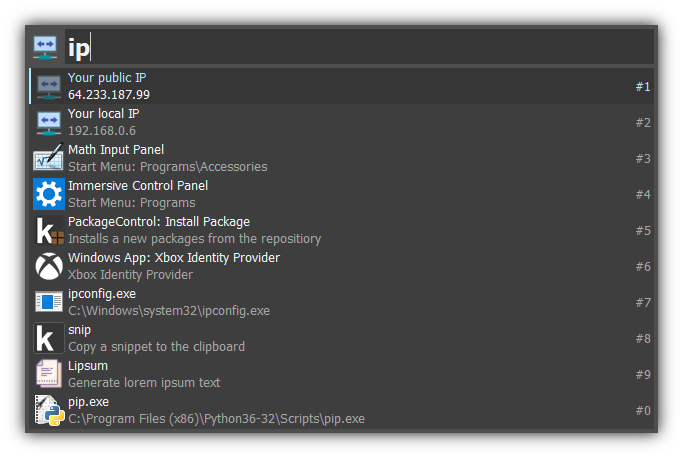 ip
Your public IP
64.233.187.99
#1
Your local IP
192.168.0.6
#2
Math Input Panel
Start Menu: Programs\Accessories
#3
Immersive Control Panel
Start Menu: Programs
#4
PackageControl: Install Package
Installs a new packages from the repositiory
#5
Windows App: Xbox Identity Provider
Xbox Identity Provider
#6
ipconfig.exe
C:\Windows\system32\ipconfig.exe
#7
k
snip
Copy a snippet to the clipboard
#8
Lipsum
Generate lorem ipsum text
#9
pip.exe
C:\Program Files (x86)\Python36-32\Scripts\pip.exe
#0